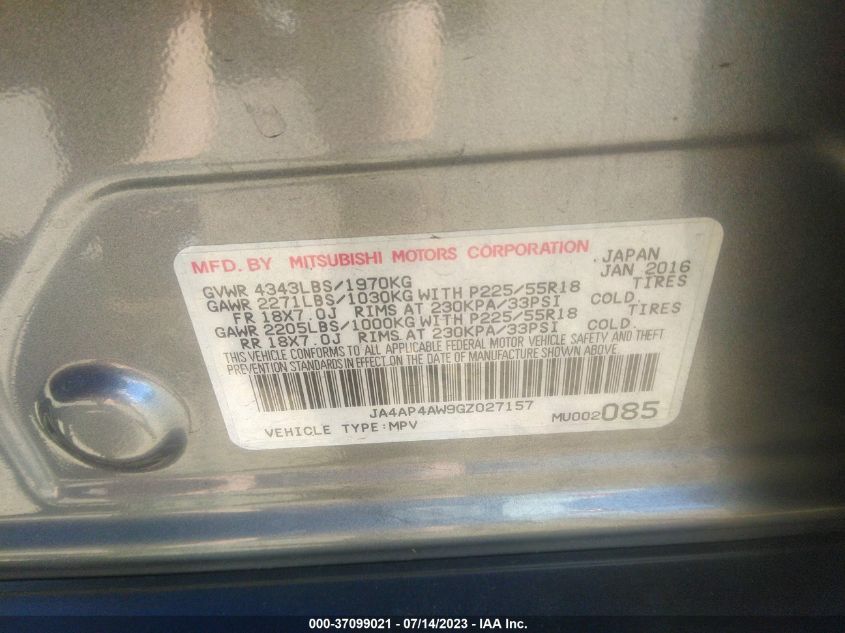 MFD. BY MITSUBISHI MOTORS CORPORATION JAPAN
GVWR 4343LBS/1970KG JAN 2016
GAWR 2271LBS/1030KG WITH P225/55R18 TIRES
FR 18X7.0J RIMS AT 230KPA/33PSI COLD.
GAWR 2205LBS/1000KG WITH P225/55R18 TIRES
RR 18X7.0J RIMS AT 230KPA/33PSI COLD.
THIS VEHICLE CONFORMS TO ALL APPLICABLE FEDERAL MOTOR VEHICLE SAFETY AND THEFT
PREVENTION STANDARDS IN EFFECT ON THE DATE OF MANUFACTURE SHOWN ABOVE.
JA4AP4AW9GZ027157
VEHICLE TYPE:MPV MU002085
000-37099021 - 07/14/2023 - IAA Inc.